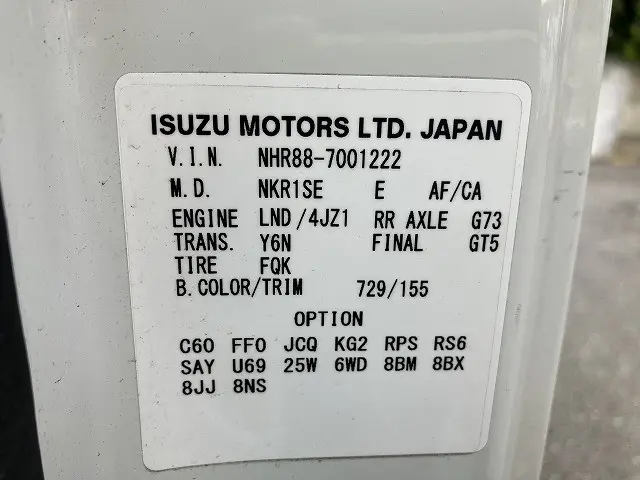 ISUZU MOTORS LTD. JAPAN
V.I.N. NHR88-7001222
M.D. NKR1SE E AF/CA
ENGINE LND/4JZ1 RR AXLE G73
TRANS. Y6N FINAL GT5
TIRE FQK
B.COLOR/TRIM 729/155
OPTION
C60 FF0 JCQ KG2 RPS RS6
SAY U69 25W 6WD 8BM 8BX
8JJ 8NS